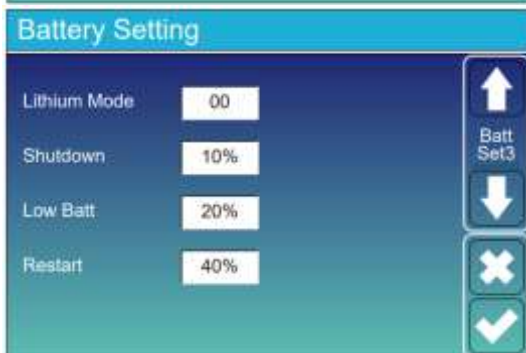 Battery Setting
Lithium Mode 00
Shutdown 10%
Low Batt 20%
Restart 40%
Batt
Set3